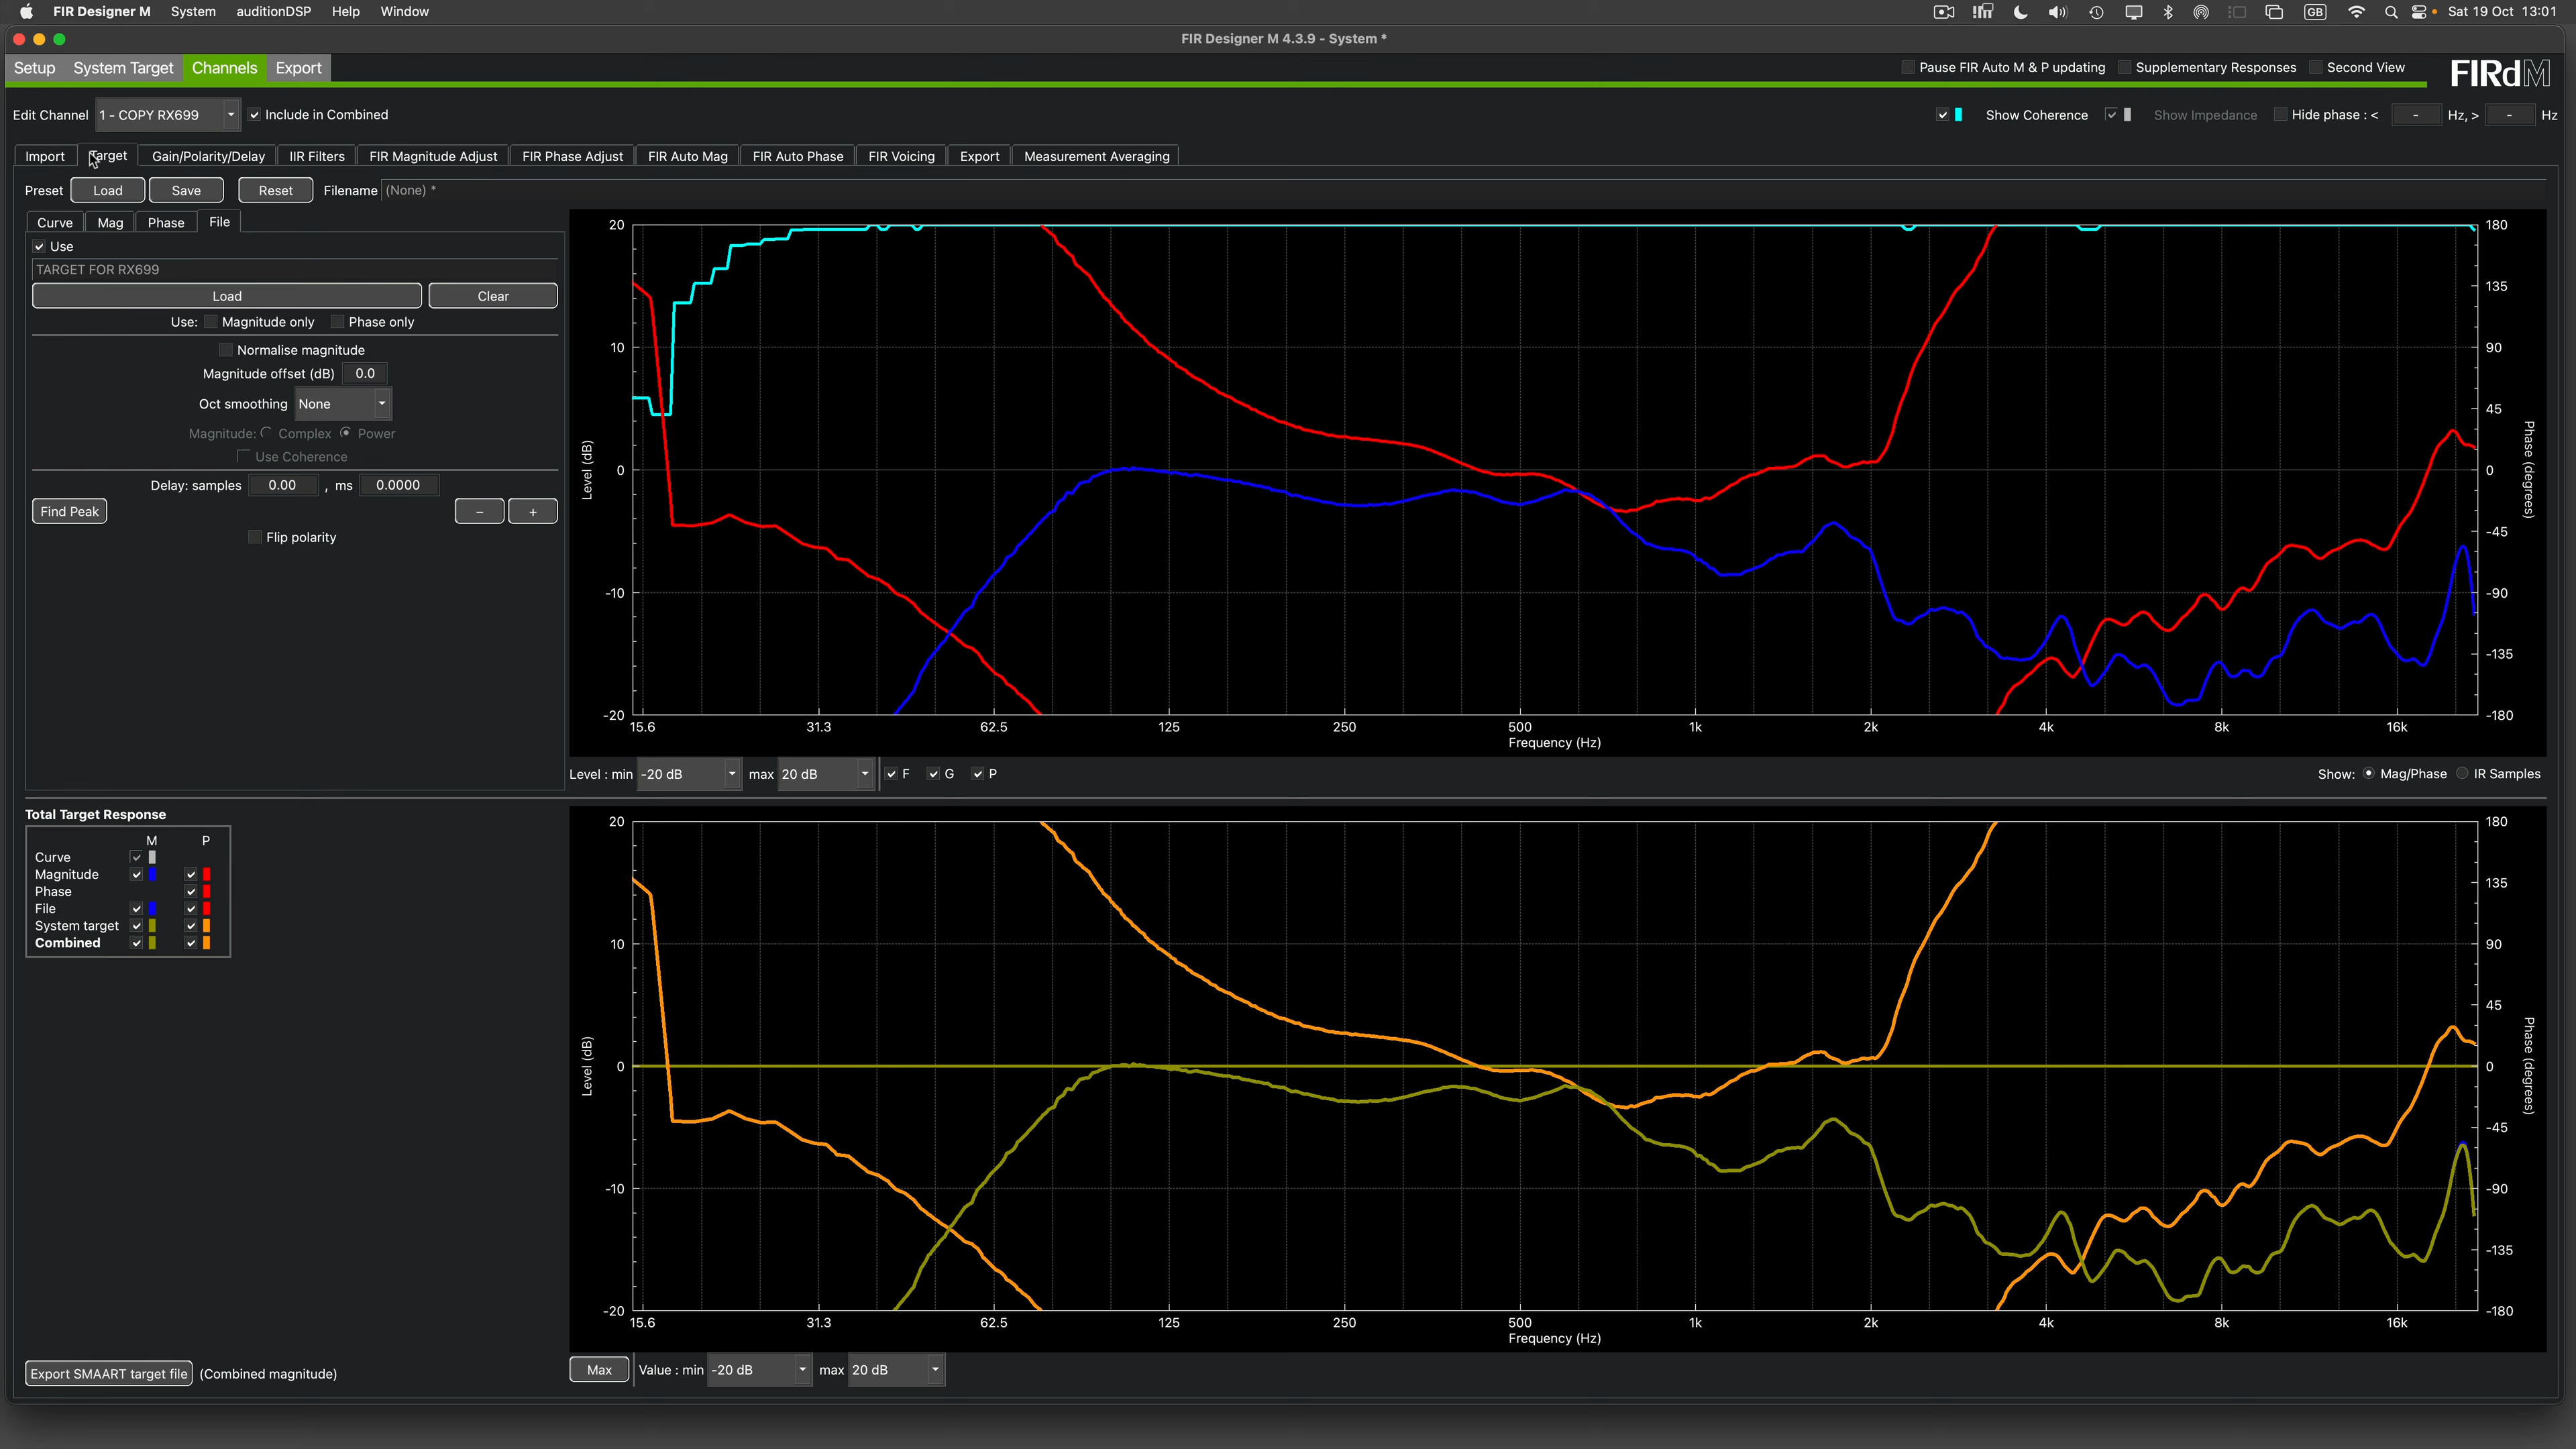 FIR Designer M System auditionDSP Help Window GB Sat 19 Oct 13:01
FIR Designer M 4.3.9 - System *
Setup System Target Channels Export Pause FIR Auto M & P updating Supplementary Responses Second View FIRdM
Edit Channel 1 - COPY RX699 Include in Combined Show Coherence Show Impedance Hide phase : < - Hz, > - Hz
Import Target Gain/Polarity/Delay IIR Filters FIR Magnitude Adjust FIR Phase Adjust FIR Auto Mag FIR Auto Phase FIR Voicing Export Measurement Averaging
Preset Load Save Reset Filename (None) *
Curve Mag Phase File
Use
TARGET FOR RX699
Load Clear
Use: Magnitude only Phase only
Normalise magnitude
Magnitude offset (dB) 0.0
Oct smoothing None
Magnitude: Complex Power
Use Coherence
Delay: samples 0.00 , ms 0.0000
Find Peak − +
Flip polarity
20 10 0 -10 -20
Level (dB)
180 135 90 45 0 -45 -90 -135 -180
Phase (degrees)
15.6 31.3 62.5 125 250 500 1k 2k 4k 8k 16k
Frequency (Hz)
Level : min -20 dB max 20 dB F G P Show: Mag/Phase IR Samples
Total Target Response
M P
Curve
Magnitude
Phase
File
System target
Combined
20 10 0 -10 -20
Level (dB)
180 135 90 45 0 -45 -90 -135 -180
Phase (degrees)
15.6 31.3 62.5 125 250 500 1k 2k 4k 8k 16k
Frequency (Hz)
Export SMAART target file (Combined magnitude) Max Value : min -20 dB max 20 dB